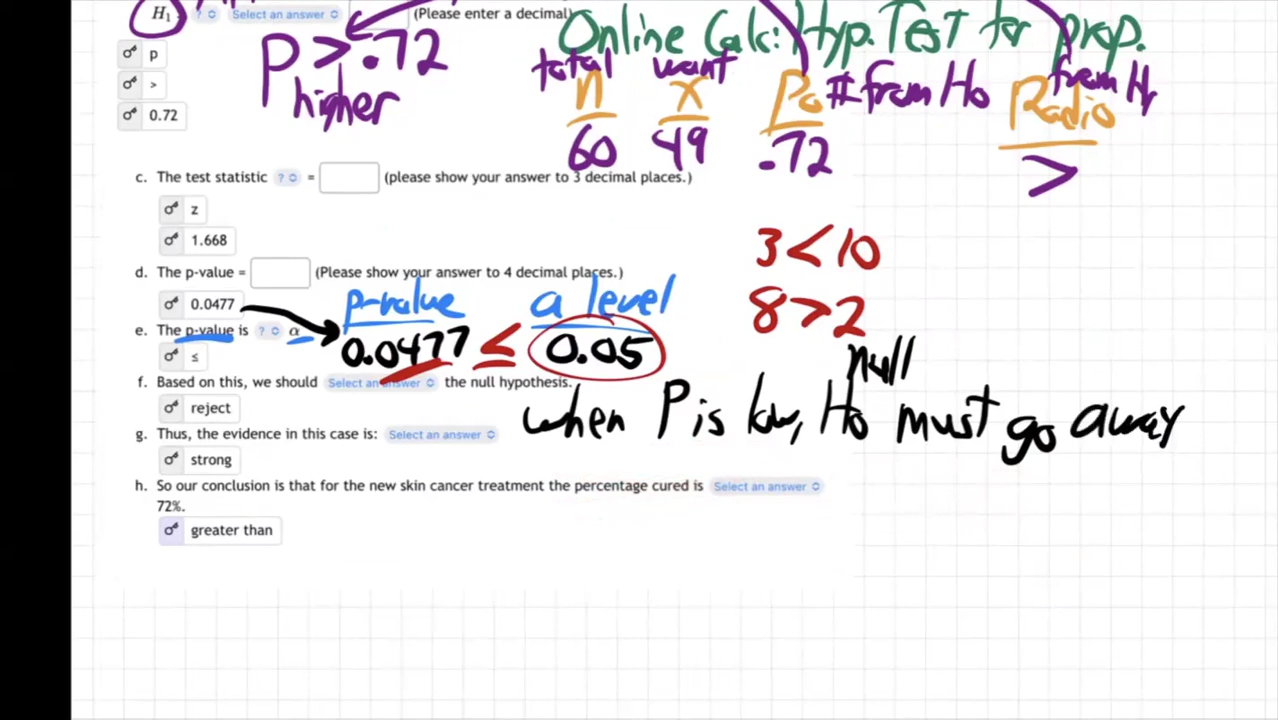 H₁ ? Select an answer (Please enter a decimal)
p
>
0.72
P > .72
higher
Online Calc: Hyp. Test for prop.
total want
n x Po # from Ho Radio from H₁
60 49 .72 >
c. The test statistic ? = (please show your answer to 3 decimal places.)
z
1.668
3 < 10
d. The p-value = (Please show your answer to 4 decimal places.)
0.0477
p-value a level
8 > 2
e. The p-value is ? α
0.0477 ≤ 0.05
≤
null
f. Based on this, we should Select an answer the null hypothesis.
reject
when P is low, Ho must go away
g. Thus, the evidence in this case is: Select an answer
strong
h. So our conclusion is that for the new skin cancer treatment the percentage cured is Select an answer
72%.
greater than